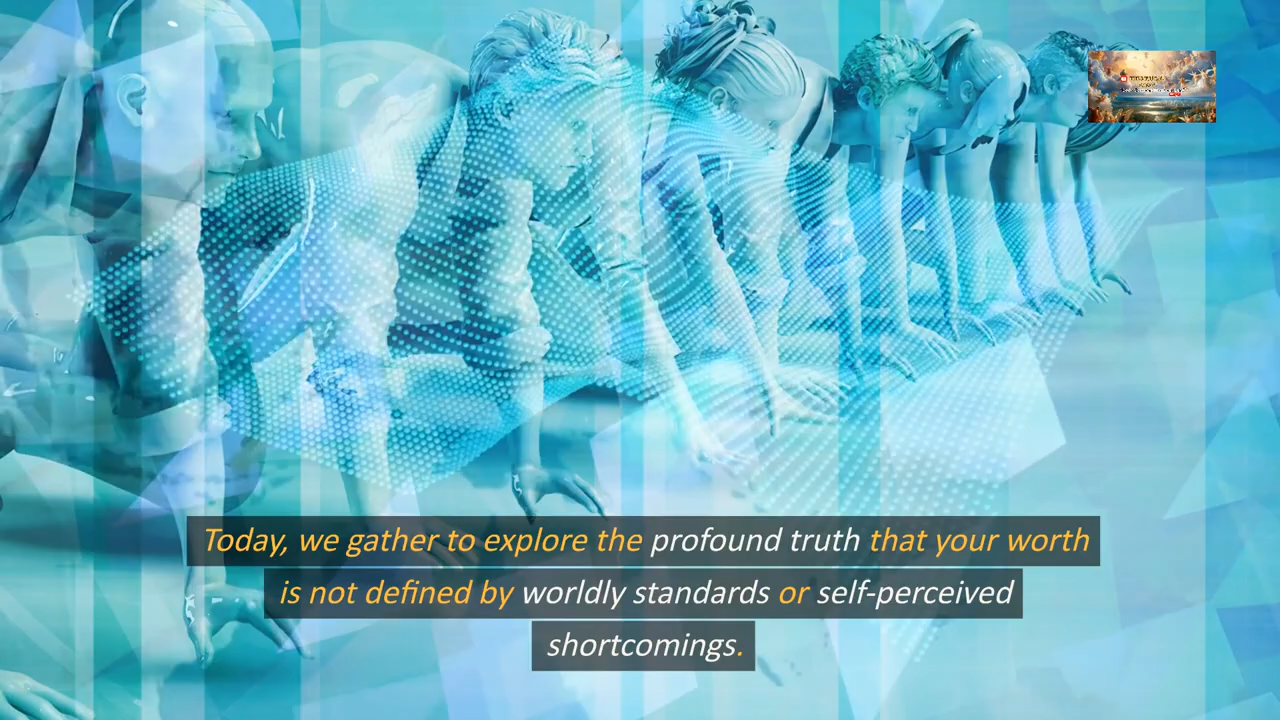 Today, we gather to explore the profound truth that your worth
is not defined by worldly standards or self-perceived
shortcomings.